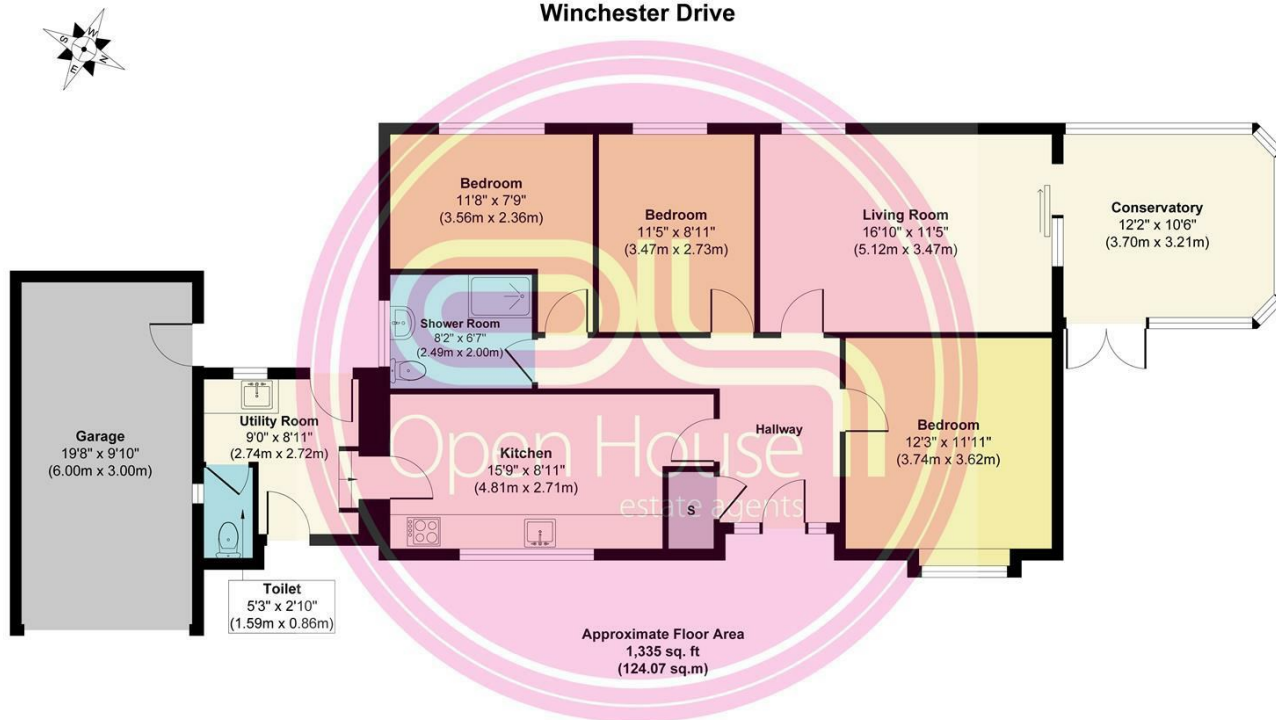 Winchester Drive
S
W
E
N
Bedroom
11'8" x 7'9"
(3.56m x 2.36m)
Bedroom
11'5" x 8'11"
(3.47m x 2.73m)
Living Room
16'10" x 11'5"
(5.12m x 3.47m)
Conservatory
12'2" x 10'6"
(3.70m x 3.21m)
Shower Room
8'2" x 6'7"
(2.49m x 2.00m)
Garage
19'8" x 9'10"
(6.00m x 3.00m)
Utility Room
9'0" x 8'11"
(2.74m x 2.72m)
Kitchen
15'9" x 8'11"
(4.81m x 2.71m)
Hallway
Bedroom
12'3" x 11'11"
(3.74m x 3.62m)
Open House
estate agents
S
Toilet
5'3" x 2'10"
(1.59m x 0.86m)
Approximate Floor Area
1,335 sq. ft
(124.07 sq.m)